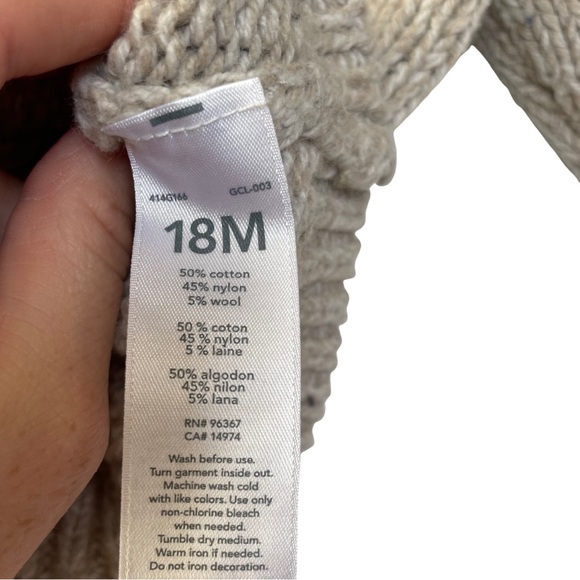 414G166 GCL-003
18M
50% cotton
45% nylon
5% wool
50 % coton
45 % nylon
5 % laine
50% algodon
45% nilon
5% lana
RN# 96367
CA# 14974
Wash before use.
Turn garment inside out.
Machine wash cold
with like colors. Use only
non-chlorine bleach
when needed.
Tumble dry medium.
Warm iron if needed.
Do not iron decoration.